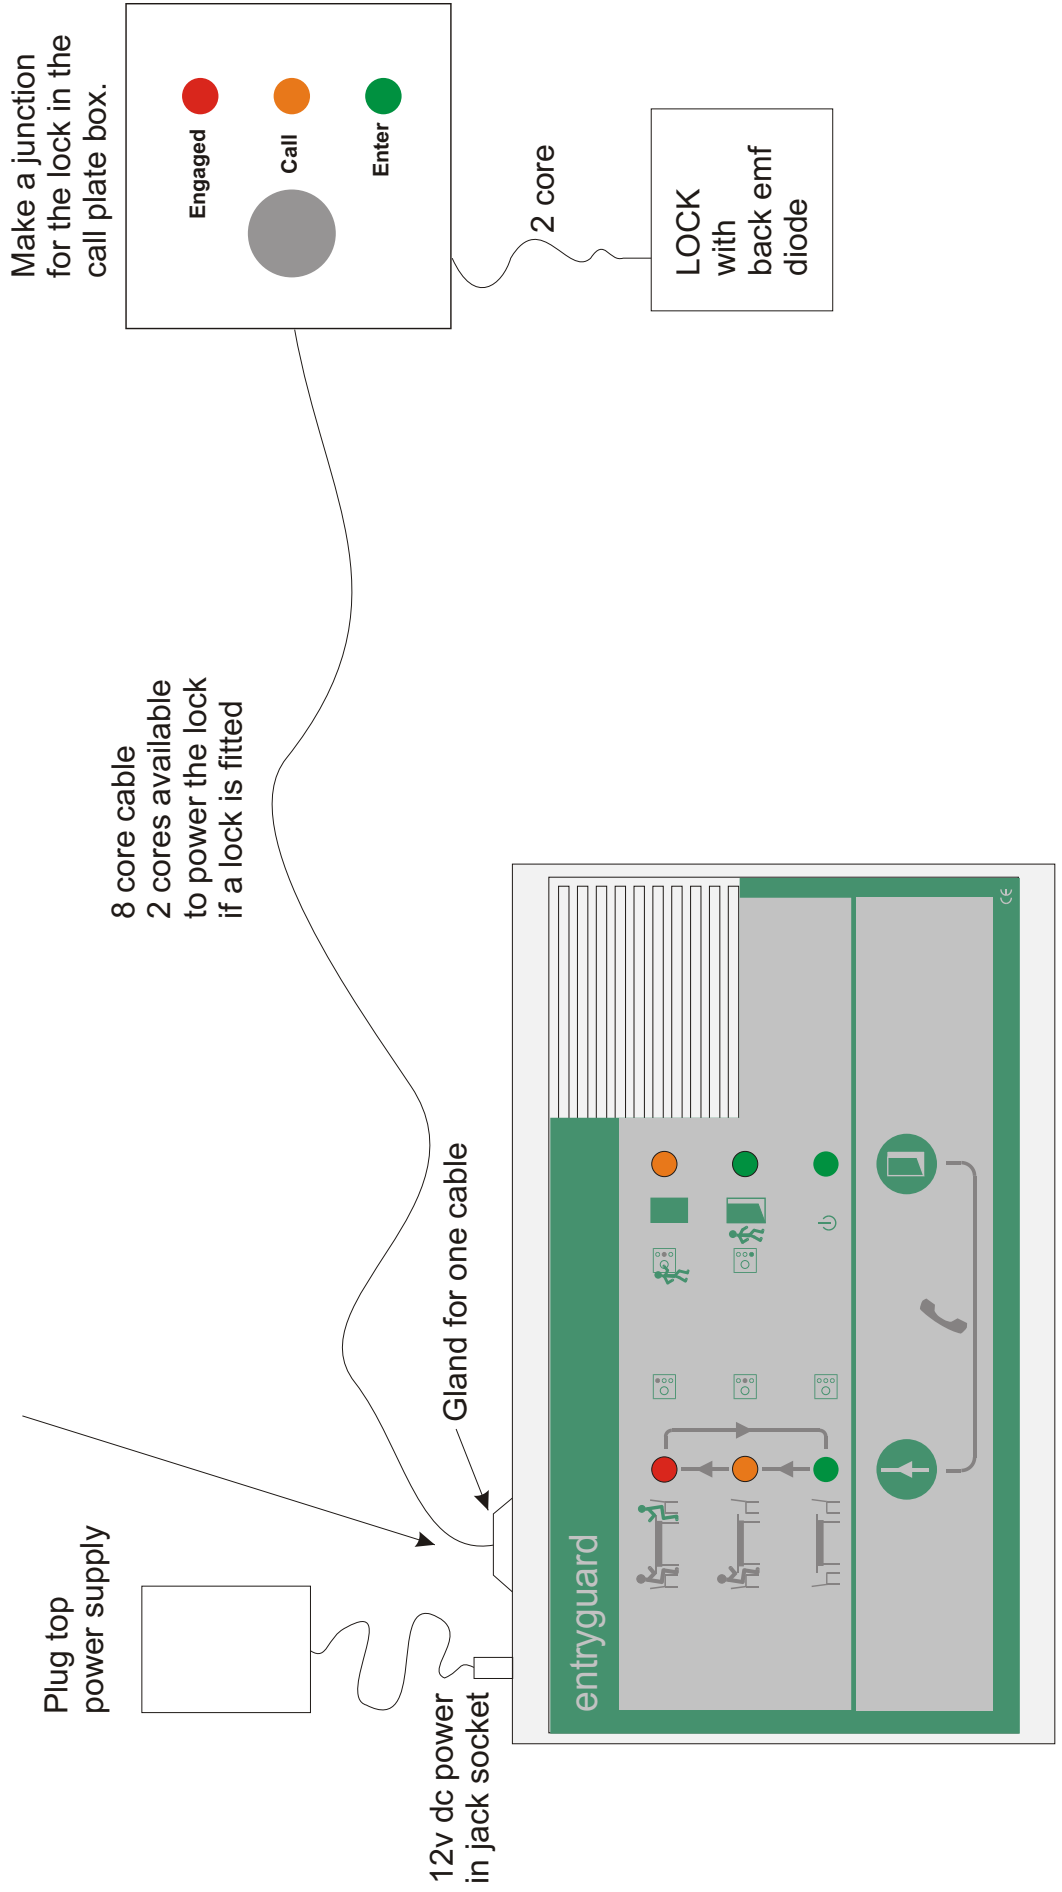 Plug top
power supply
12v dc power
in jack socket
Gland for one cable
8 core cable
2 cores available
to power the lock
if a lock is fitted
Make a junction
for the lock in the
call plate box.
Engaged
Call
Enter
2 core
LOCK
with
back emf
diode
entryguard
CE